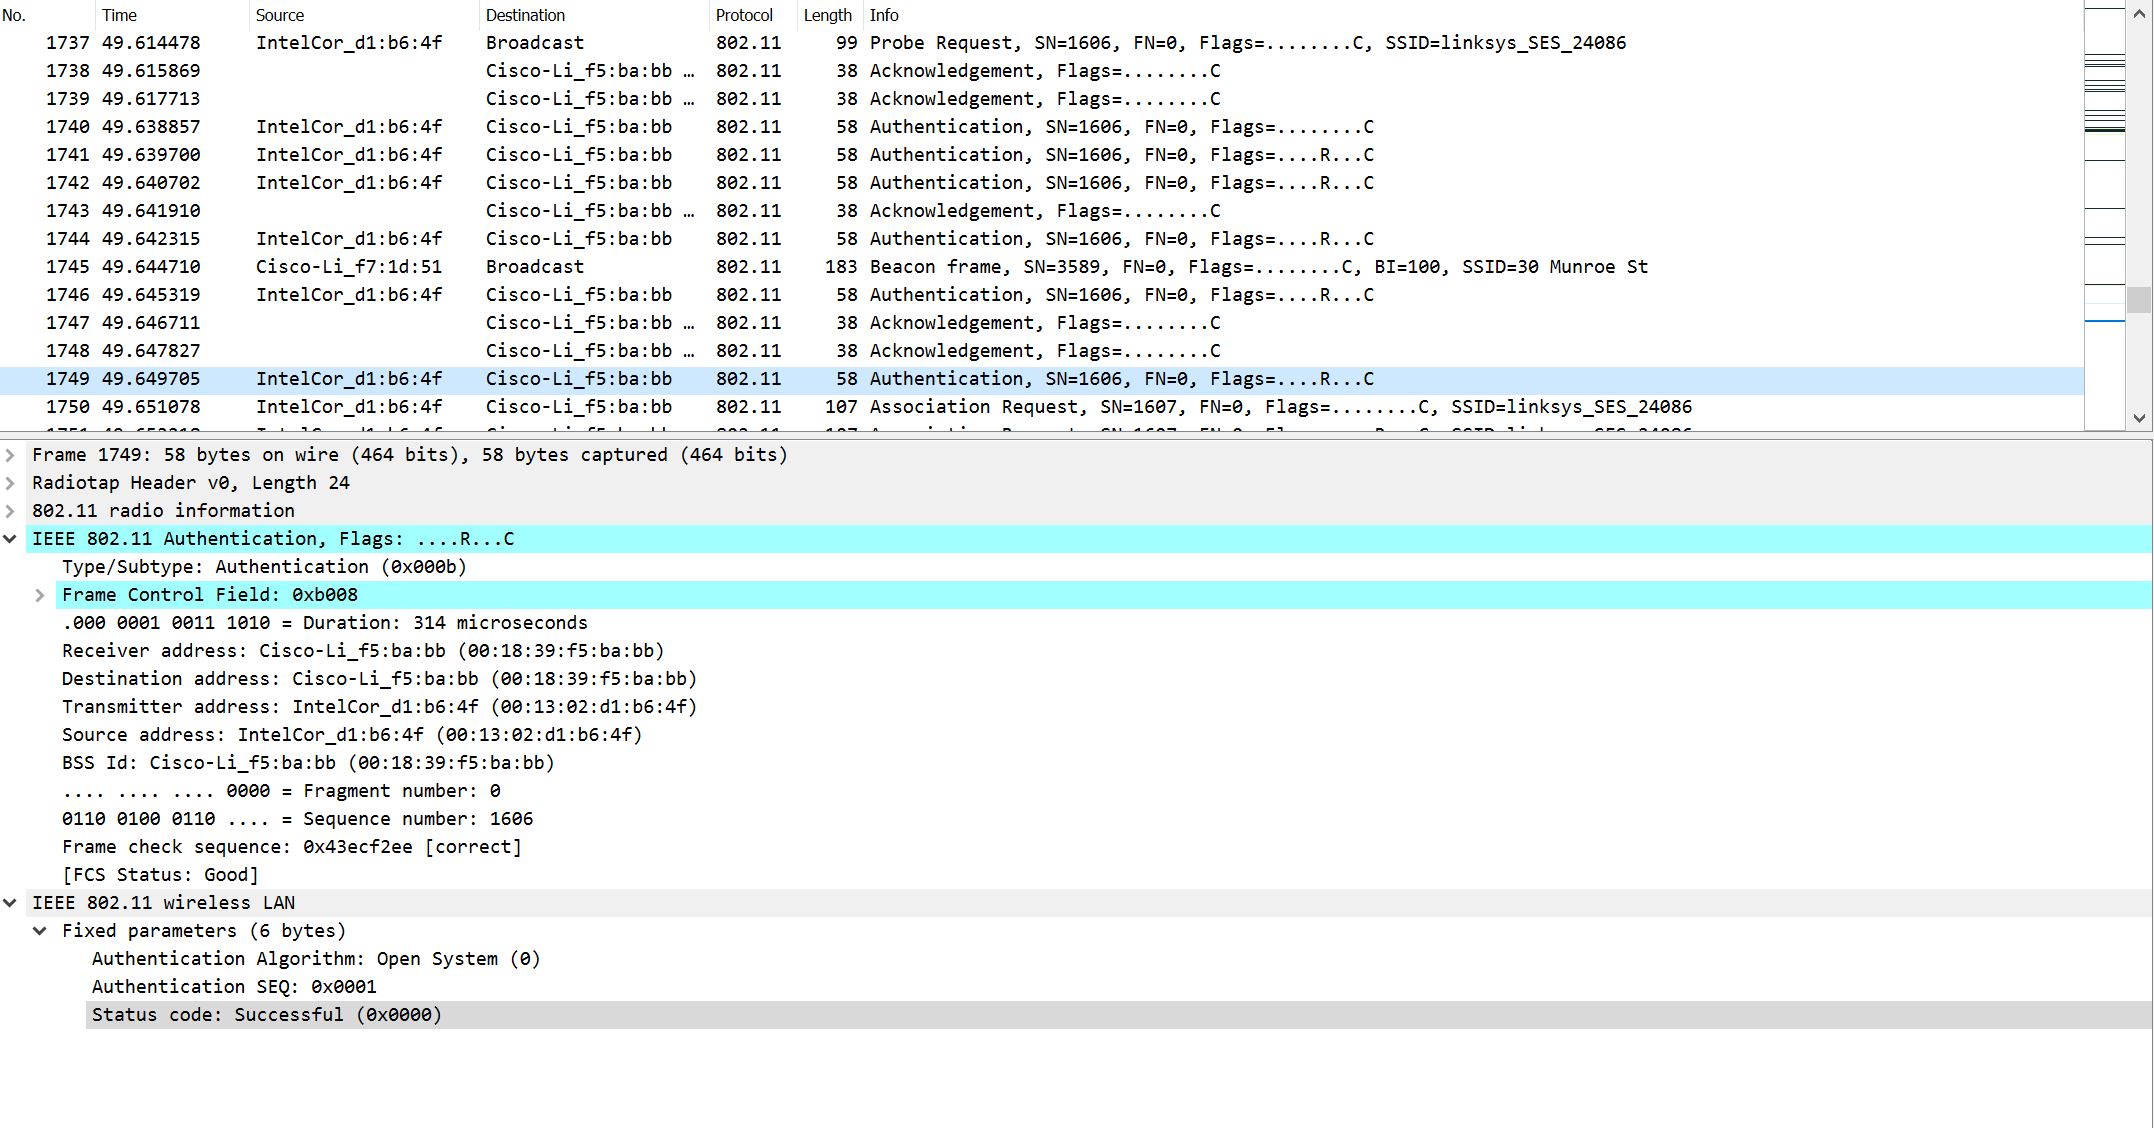 No. Time Source Destination Protocol Length Info
1737 49.614478 IntelCor_d1:b6:4f Broadcast 802.11 99 Probe Request, SN=1606, FN=0, Flags=........C, SSID=linksys_SES_24086
1738 49.615869 Cisco-Li_f5:ba:bb … 802.11 38 Acknowledgement, Flags=........C
1739 49.617713 Cisco-Li_f5:ba:bb … 802.11 38 Acknowledgement, Flags=........C
1740 49.638857 IntelCor_d1:b6:4f Cisco-Li_f5:ba:bb 802.11 58 Authentication, SN=1606, FN=0, Flags=........C
1741 49.639700 IntelCor_d1:b6:4f Cisco-Li_f5:ba:bb 802.11 58 Authentication, SN=1606, FN=0, Flags=....R...C
1742 49.640702 IntelCor_d1:b6:4f Cisco-Li_f5:ba:bb 802.11 58 Authentication, SN=1606, FN=0, Flags=....R...C
1743 49.641910 Cisco-Li_f5:ba:bb … 802.11 38 Acknowledgement, Flags=........C
1744 49.642315 IntelCor_d1:b6:4f Cisco-Li_f5:ba:bb 802.11 58 Authentication, SN=1606, FN=0, Flags=....R...C
1745 49.644710 Cisco-Li_f7:1d:51 Broadcast 802.11 183 Beacon frame, SN=3589, FN=0, Flags=........C, BI=100, SSID=30 Munroe St
1746 49.645319 IntelCor_d1:b6:4f Cisco-Li_f5:ba:bb 802.11 58 Authentication, SN=1606, FN=0, Flags=....R...C
1747 49.646711 Cisco-Li_f5:ba:bb … 802.11 38 Acknowledgement, Flags=........C
1748 49.647827 Cisco-Li_f5:ba:bb … 802.11 38 Acknowledgement, Flags=........C
1749 49.649705 IntelCor_d1:b6:4f Cisco-Li_f5:ba:bb 802.11 58 Authentication, SN=1606, FN=0, Flags=....R...C
1750 49.651078 IntelCor_d1:b6:4f Cisco-Li_f5:ba:bb 802.11 107 Association Request, SN=1607, FN=0, Flags=........C, SSID=linksys_SES_24086
Frame 1749: 58 bytes on wire (464 bits), 58 bytes captured (464 bits)
Radiotap Header v0, Length 24
802.11 radio information
IEEE 802.11 Authentication, Flags: ....R...C
Type/Subtype: Authentication (0x000b)
Frame Control Field: 0xb008
.000 0001 0011 1010 = Duration: 314 microseconds
Receiver address: Cisco-Li_f5:ba:bb (00:18:39:f5:ba:bb)
Destination address: Cisco-Li_f5:ba:bb (00:18:39:f5:ba:bb)
Transmitter address: IntelCor_d1:b6:4f (00:13:02:d1:b6:4f)
Source address: IntelCor_d1:b6:4f (00:13:02:d1:b6:4f)
BSS Id: Cisco-Li_f5:ba:bb (00:18:39:f5:ba:bb)
.... .... .... 0000 = Fragment number: 0
0110 0100 0110 .... = Sequence number: 1606
Frame check sequence: 0x43ecf2ee [correct]
[FCS Status: Good]
IEEE 802.11 wireless LAN
Fixed parameters (6 bytes)
Authentication Algorithm: Open System (0)
Authentication SEQ: 0x0001
Status code: Successful (0x0000)